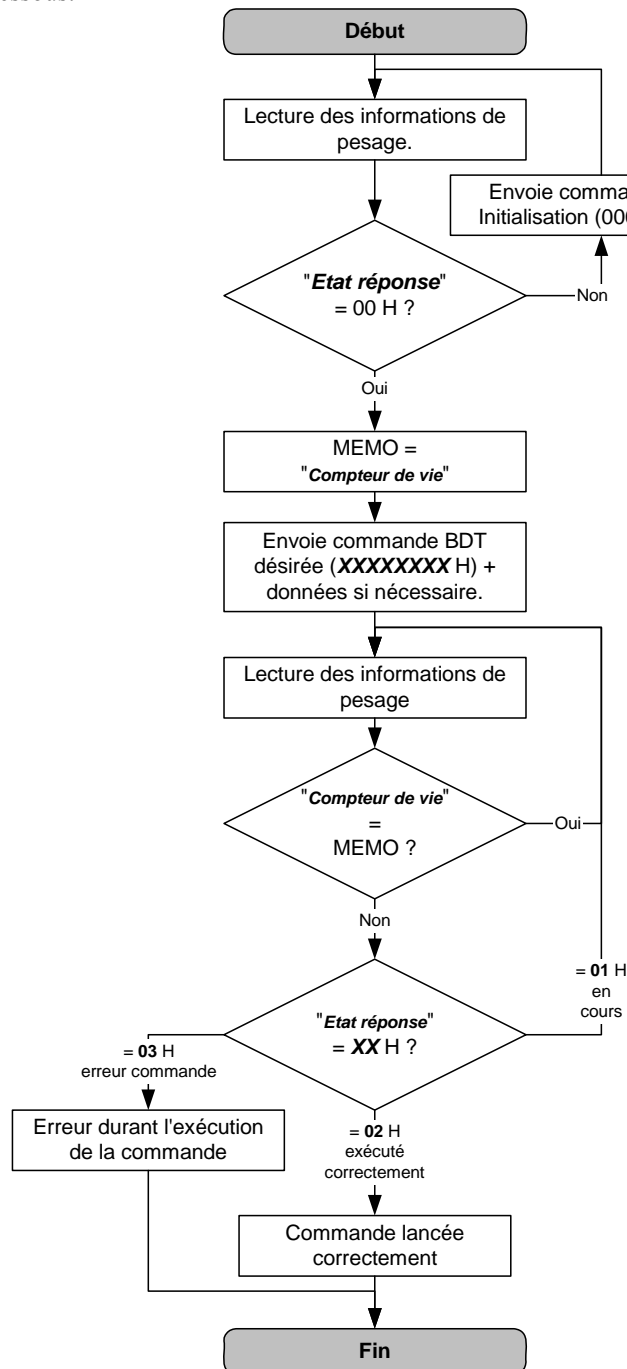 Début
Lecture des informations de
pesage.
Envoie
Initialisation
"Etat réponse"
= 00 H ?
Non
Oui
MEMO =
"Compteur de vie"
Envoie commande BDT
désirée (XXXXXXXX H) +
données si nécessaire.
Lecture des informations de
pesage
"Compteur de vie"
=
MEMO ?
Oui
Non
= 01 H
en
cours
"Etat réponse"
= XX H ?
= 03 H
erreur commande
Erreur durant l'exécution
de la commande
= 02 H
exécuté
correctement
Commande lancée
correctement
Fin